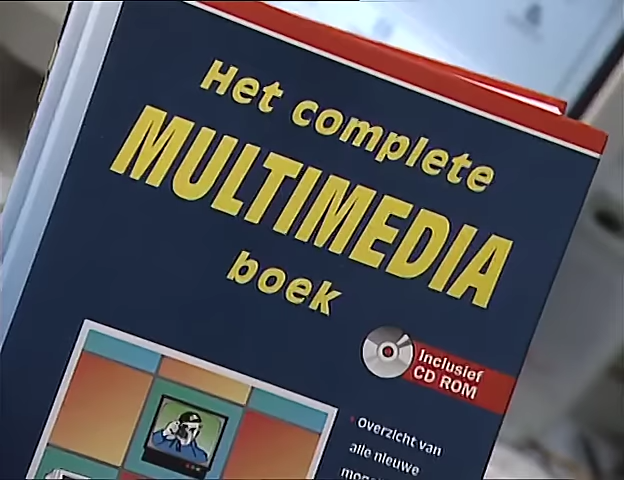 Het complete
MULTIMEDIA
boek
Inclusief
CD ROM
Overzicht van
alle nieuwe